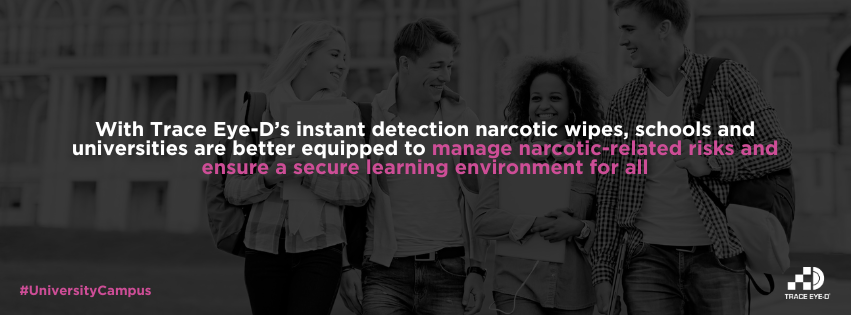 With Trace Eye-D’s instant detection narcotic wipes, schools and
universities are better equipped to manage narcotic-related risks and
ensure a secure learning environment for all
#UniversityCampus
TRACE EYE-D